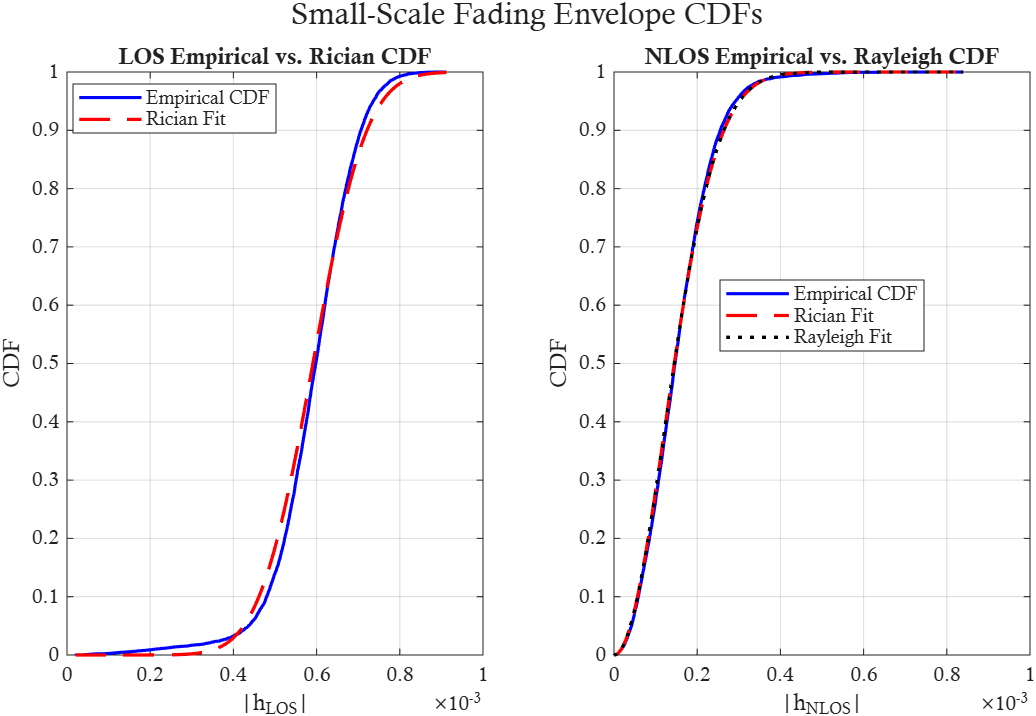 Small-Scale Fading Envelope CDFs
LOS Empirical vs. Rician CDF
Empirical CDF
Rician Fit
CDF
1
0.9
0.8
0.7
0.6
0.5
0.4
0.3
0.2
0.1
0
0 0.2 0.4 0.6 0.8 1
|hLOS|
×10-3
NLOS Empirical vs. Rayleigh CDF
Empirical CDF
Rician Fit
Rayleigh Fit
CDF
1
0.9
0.8
0.7
0.6
0.5
0.4
0.3
0.2
0.1
0
0 0.2 0.4 0.6 0.8 1
|hNLOS|
×10-3